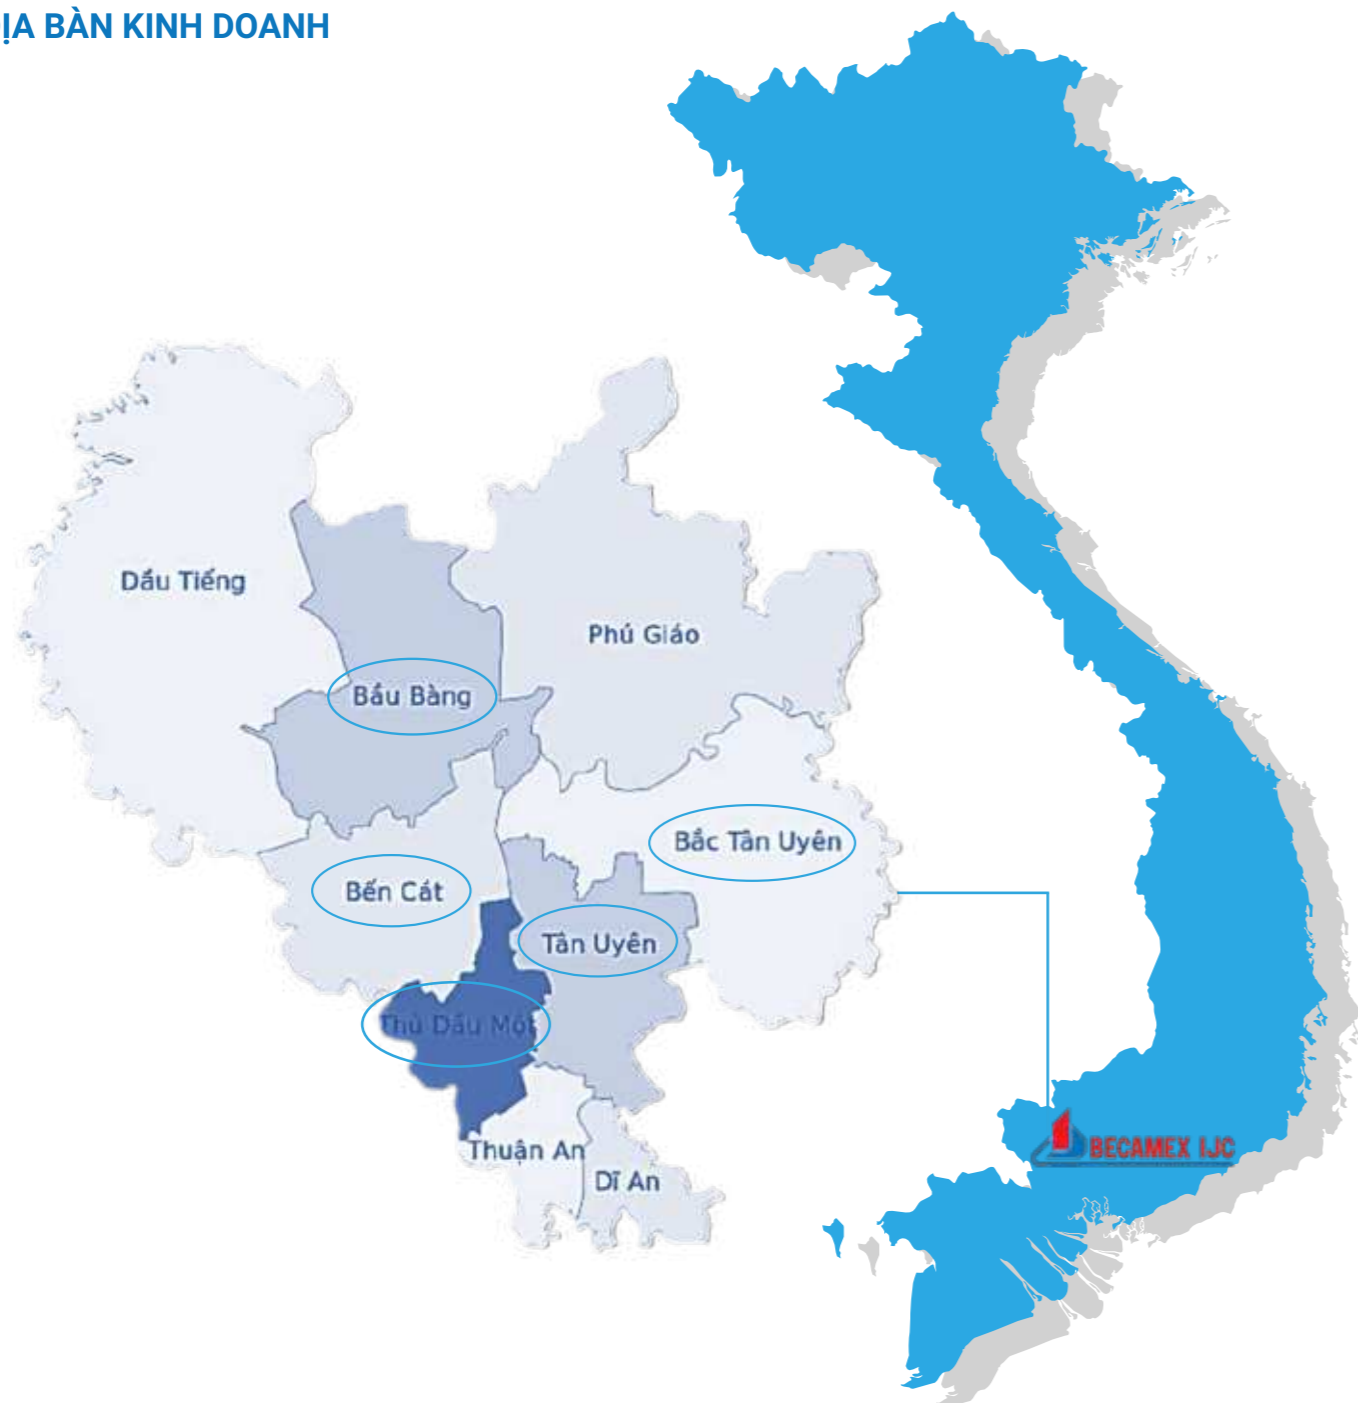 ĐỊA BÀN KINH DOANH
Dầu Tiếng
Phú Giáo
Bầu Bàng
Bắc Tân Uyên
Bến Cát
Tân Uyên
Thủ Dầu Một
BECAMEX IJC
Thuận An
Dĩ An